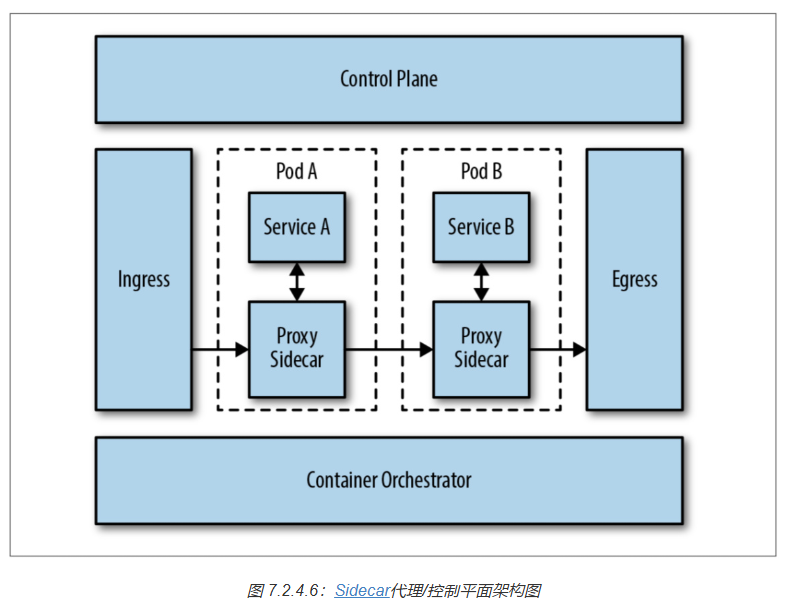 Control Plane
Pod A
Pod B
Service A
Service B
Ingress
Egress
Proxy
Sidecar
Proxy
Sidecar
Container Orchestrator
图 7.2.4.6：Sidecar代理/控制平面架构图